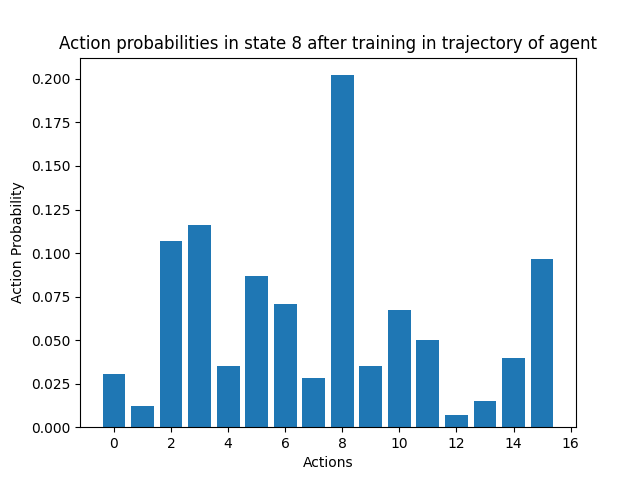 Action probabilities in state 8 after training in trajectory of agent
0.200
0.175
0.150
0.125
0.100
0.075
0.050
0.025
0.000
Action Probability
0 2 4 6 8 10 12 14 16
Actions